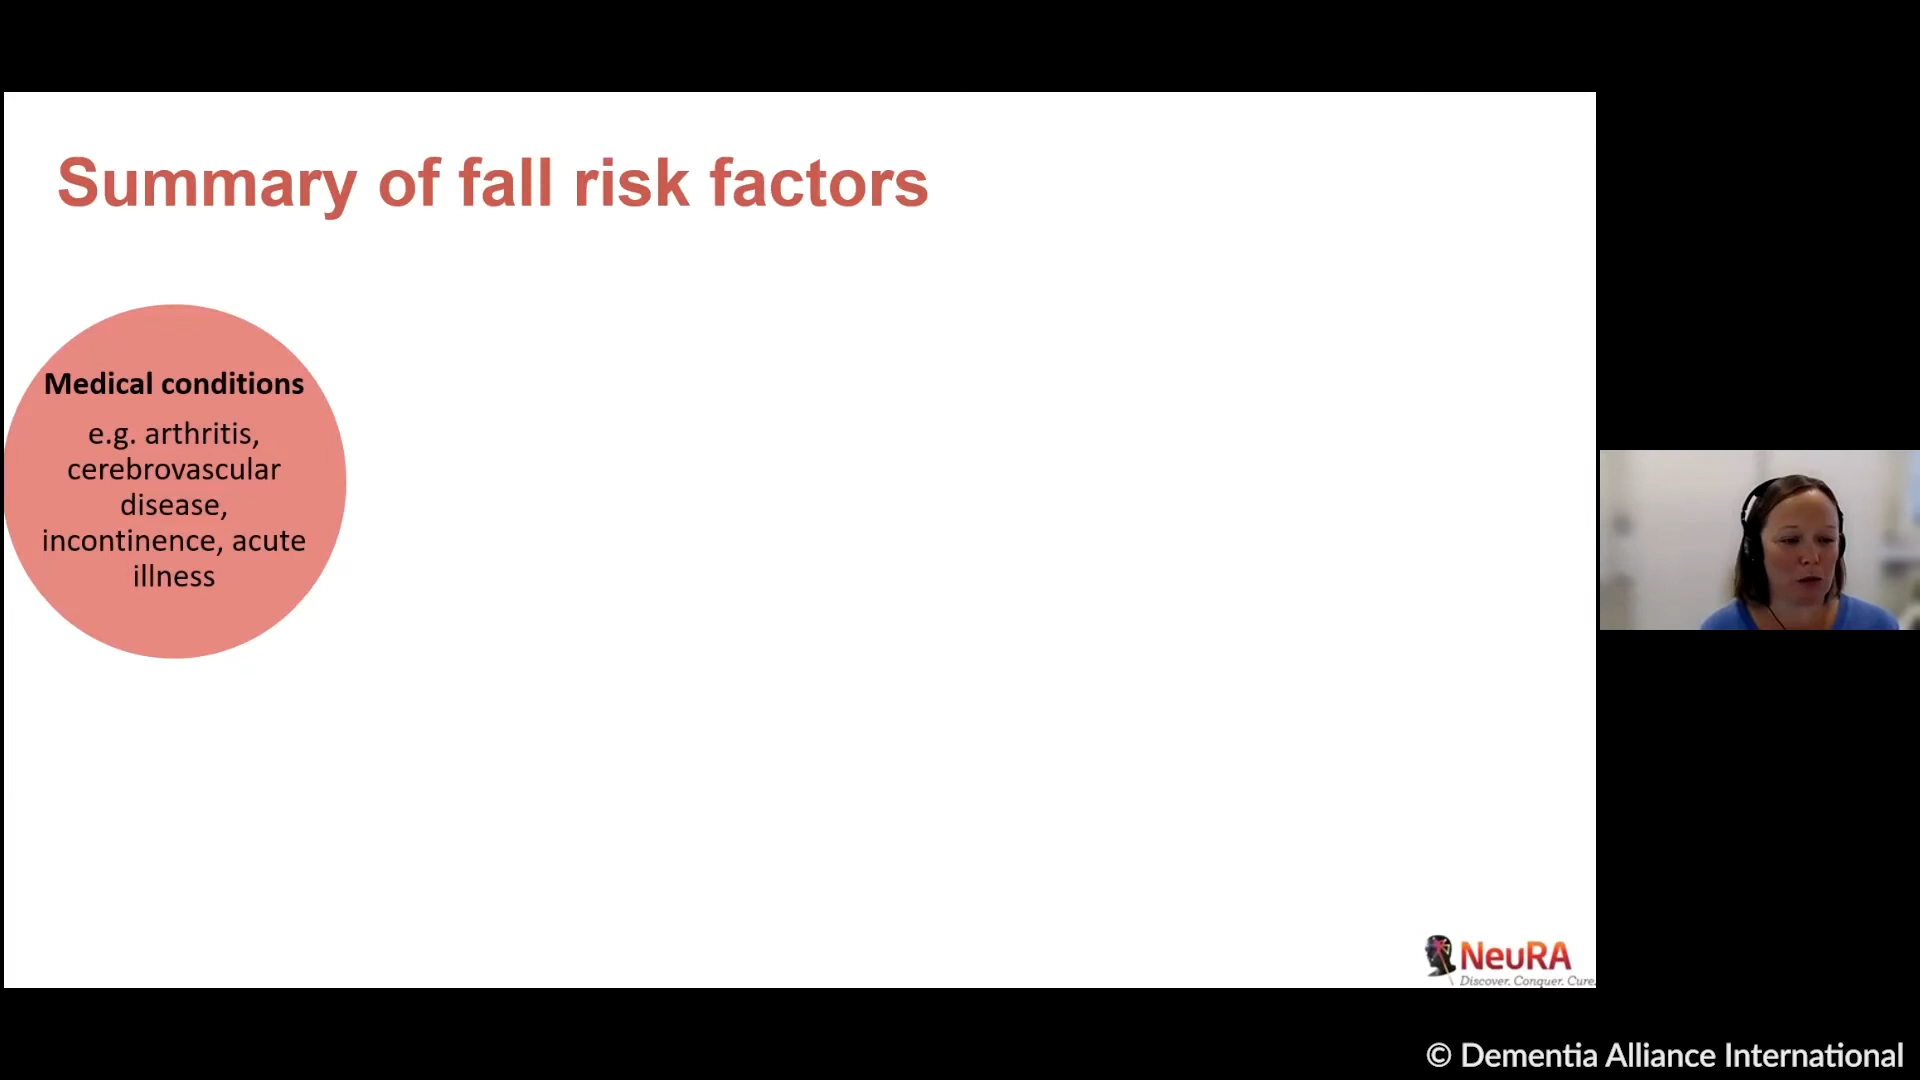 Summary of fall risk factors
Medical conditions
e.g. arthritis,
cerebrovascular
disease,
incontinence, acute
illness
NeuRA
Discover. Conquer. Cure.
© Dementia Alliance International